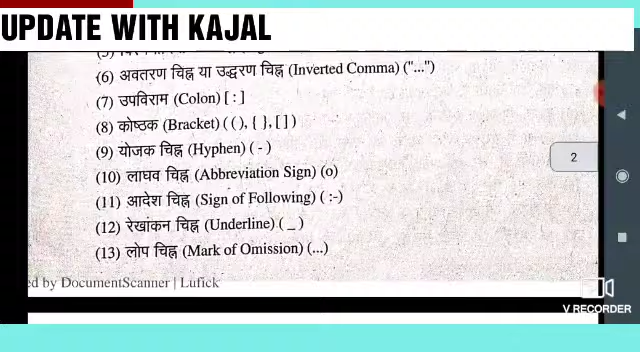 UPDATE WITH KAJAL
(6) अवतरण चिह्न या उद्धरण चिह्न (Inverted Comma) ("...")
(7) उपविराम (Colon) [ : ]
(8) कोष्ठक (Bracket) ( ( ), { }, [ ] )
(9) योजक चिह्न (Hyphen) ( - )
(10) लाघव चिह्न (Abbreviation Sign) (o)
(11) आदेश चिह्न (Sign of Following) ( :-)
(12) रेखांकन चिह्न (Underline) ( _ )
(13) लोप चिह्न (Mark of Omission) (...)
2
ed by DocumentScanner | Lufick
V RECORDER